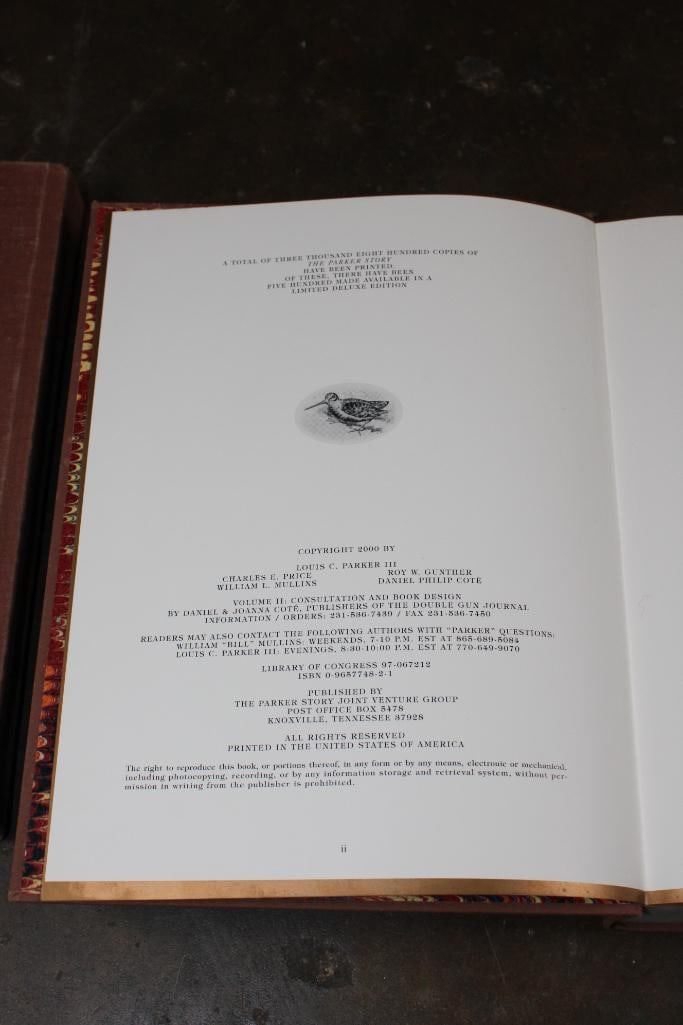 A TOTAL OF THREE THOUSAND EIGHT HUNDRED COPIES OF
THE PARKER STORY
HAVE BEEN PRINTED.
OF THESE, THERE HAVE BEEN
FIVE HUNDRED MADE AVAILABLE IN A
LIMITED DELUXE EDITION
COPYRIGHT 2000 BY
LOUIS C. PARKER III
CHARLES E. PRICE ROY W. GUNTHER
WILLIAM L. MULLINS DANIEL PHILIP COTÉ
VOLUME II: CONSULTATION AND BOOK DESIGN
BY DANIEL & JOANNA COTÉ, PUBLISHERS OF THE DOUBLE GUN JOURNAL
INFORMATION / ORDERS: 231-536-7439 / FAX 231-536-7450
READERS MAY ALSO CONTACT THE FOLLOWING AUTHORS WITH "PARKER" QUESTIONS:
WILLIAM "BILL" MULLINS: WEEKENDS, 7-10 P.M. EST AT 865-689-5084
LOUIS C. PARKER III: EVENINGS, 8:30-10:00 P.M. EST AT 770-649-9070
LIBRARY OF CONGRESS 97-067212
ISBN 0-9657748-2-1
PUBLISHED BY
THE PARKER STORY JOINT VENTURE GROUP
POST OFFICE BOX 5478
KNOXVILLE, TENNESSEE 37928
ALL RIGHTS RESERVED
PRINTED IN THE UNITED STATES OF AMERICA
The right to reproduce this book, or portions thereof, in any form or by any means, electronic or mechanical,
including photocopying, recording, or by any information storage and retrieval system, without per-
mission in writing from the publisher is prohibited.
ii